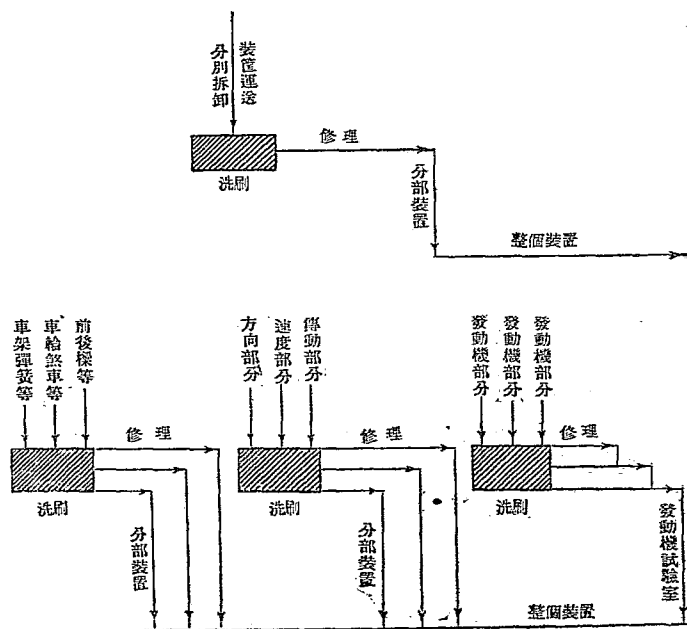 分別拆卸
裝筐運送
洗刷
修理
分部裝置
整個裝置
車架彈簧等
車輪煞車等
前後樑等
修理
洗刷
分部裝置
方向部分
速度部分
傳動部分
修理
洗刷
分部裝置
發動機部分
發動機部分
發動機部分
修理
洗刷
發動機試驗室
整個裝置